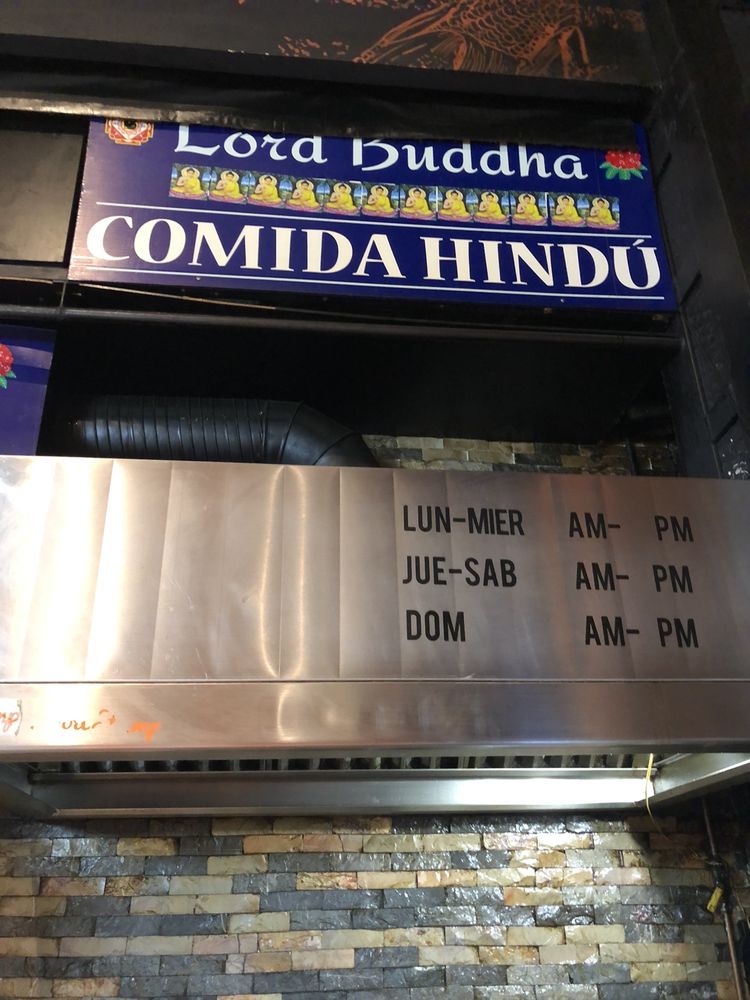 Lord Buddha
COMIDA HINDÚ
LUN-MIER AM- PM
JUE-SAB AM- PM
DOM AM- PM